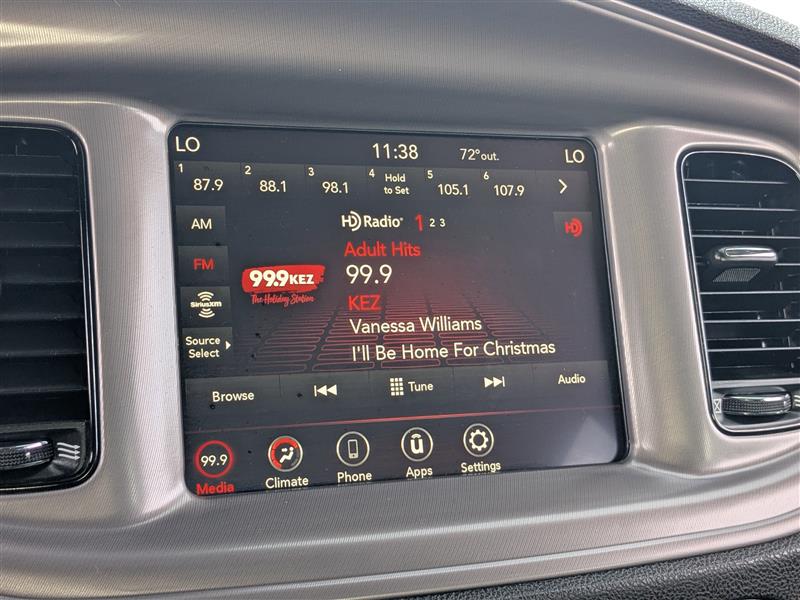 LO 11:38 72°out. LO
1 87.9 2 88.1 3 98.1 4 Hold to Set 5 105.1 6 107.9
AM
HD Radio 1 2 3
HD
FM
Adult Hits
99.9
99.9 KEZ
The Holiday Station
KEZ
SiriusXM
Vanessa Williams
Source Select
I'll Be Home For Christmas
Browse Tune Audio
99.9
Media Climate Phone Apps Settings